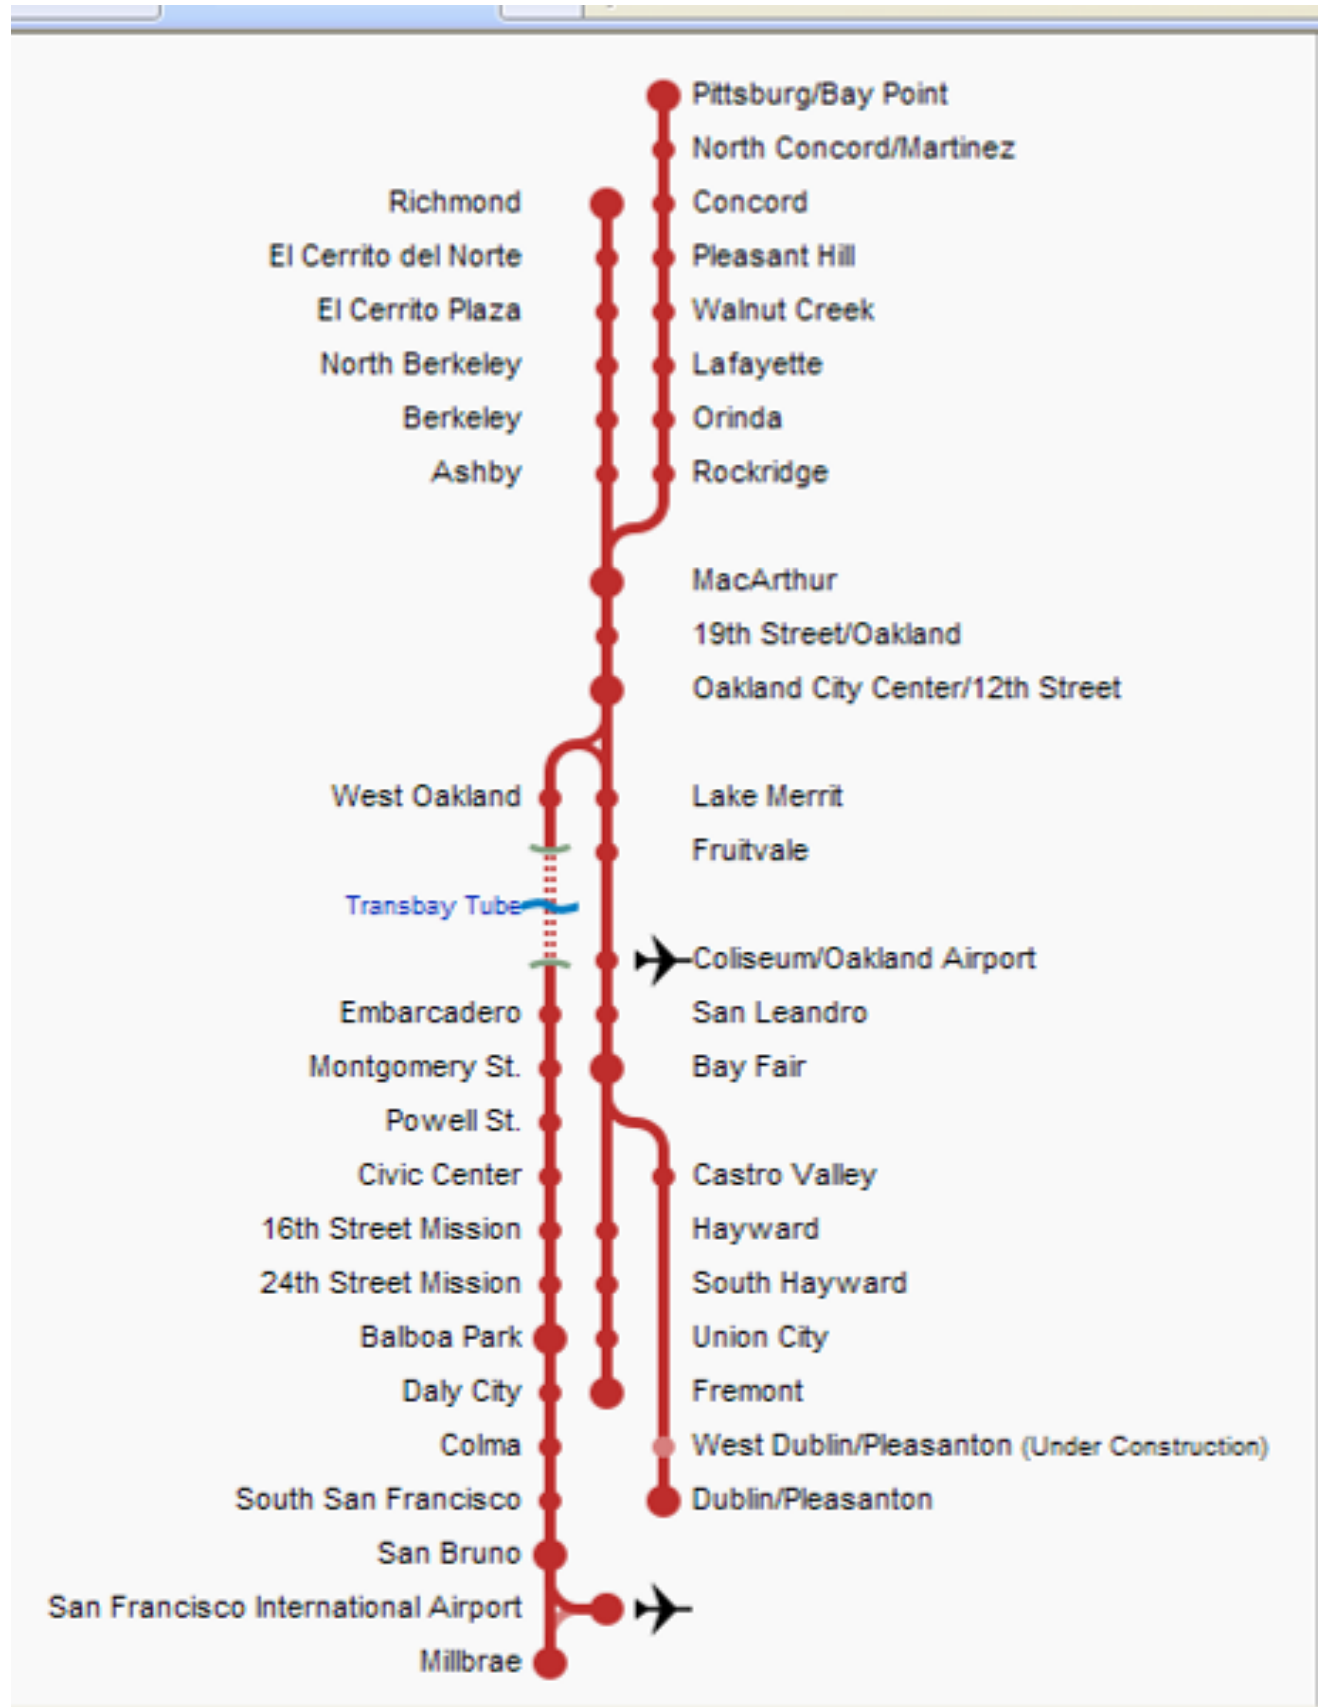 Pittsburg/Bay Point
North Concord/Martinez
Richmond Concord
El Cerrito del Norte Pleasant Hill
El Cerrito Plaza Walnut Creek
North Berkeley Lafayette
Berkeley Orinda
Ashby Rockridge
MacArthur
19th Street/Oakland
Oakland City Center/12th Street
West Oakland Lake Merrit
Fruitvale
Transbay Tube
Coliseum/Oakland Airport
Embarcadero San Leandro
Montgomery St. Bay Fair
Powell St.
Civic Center Castro Valley
16th Street Mission Hayward
24th Street Mission South Hayward
Balboa Park Union City
Daly City Fremont
Colma West Dublin/Pleasanton (Under Construction)
South San Francisco Dublin/Pleasanton
San Bruno
San Francisco International Airport
Millbrae